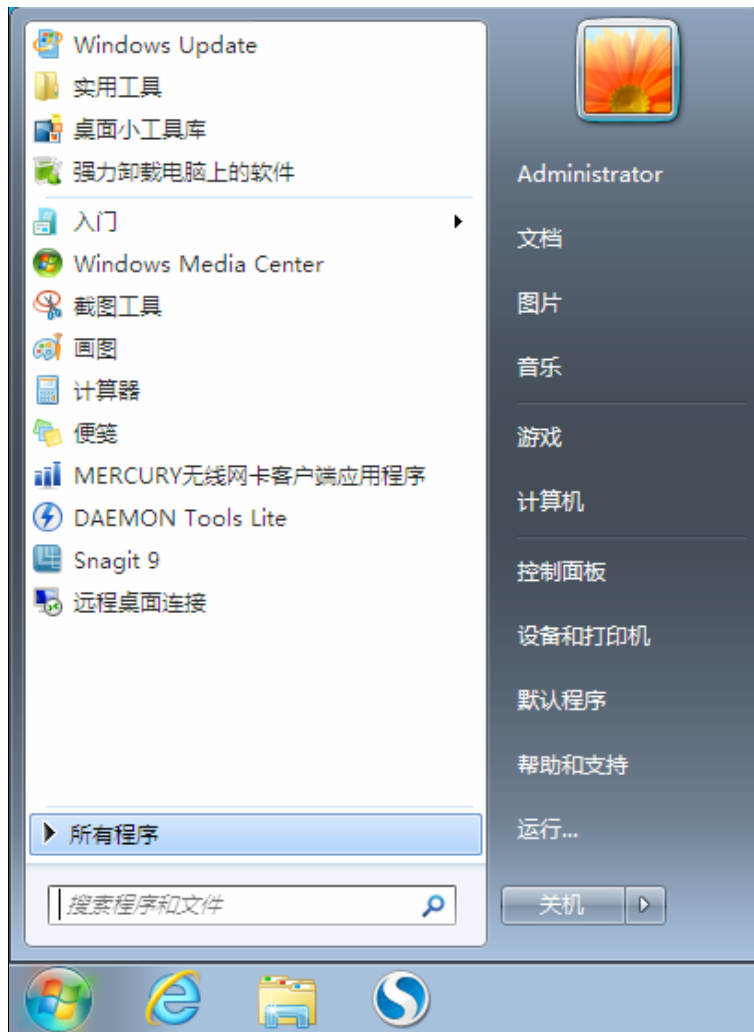 Windows Update
实用工具
桌面小工具库
强力卸载电脑上的软件
入门
Windows Media Center
截图工具
画图
计算器
便笺
MERCURY无线网卡客户端应用程序
DAEMON Tools Lite
Snagit 9
远程桌面连接
所有程序
搜索程序和文件
Administrator
文档
图片
音乐
游戏
计算机
控制面板
设备和打印机
默认程序
帮助和支持
运行...
关机